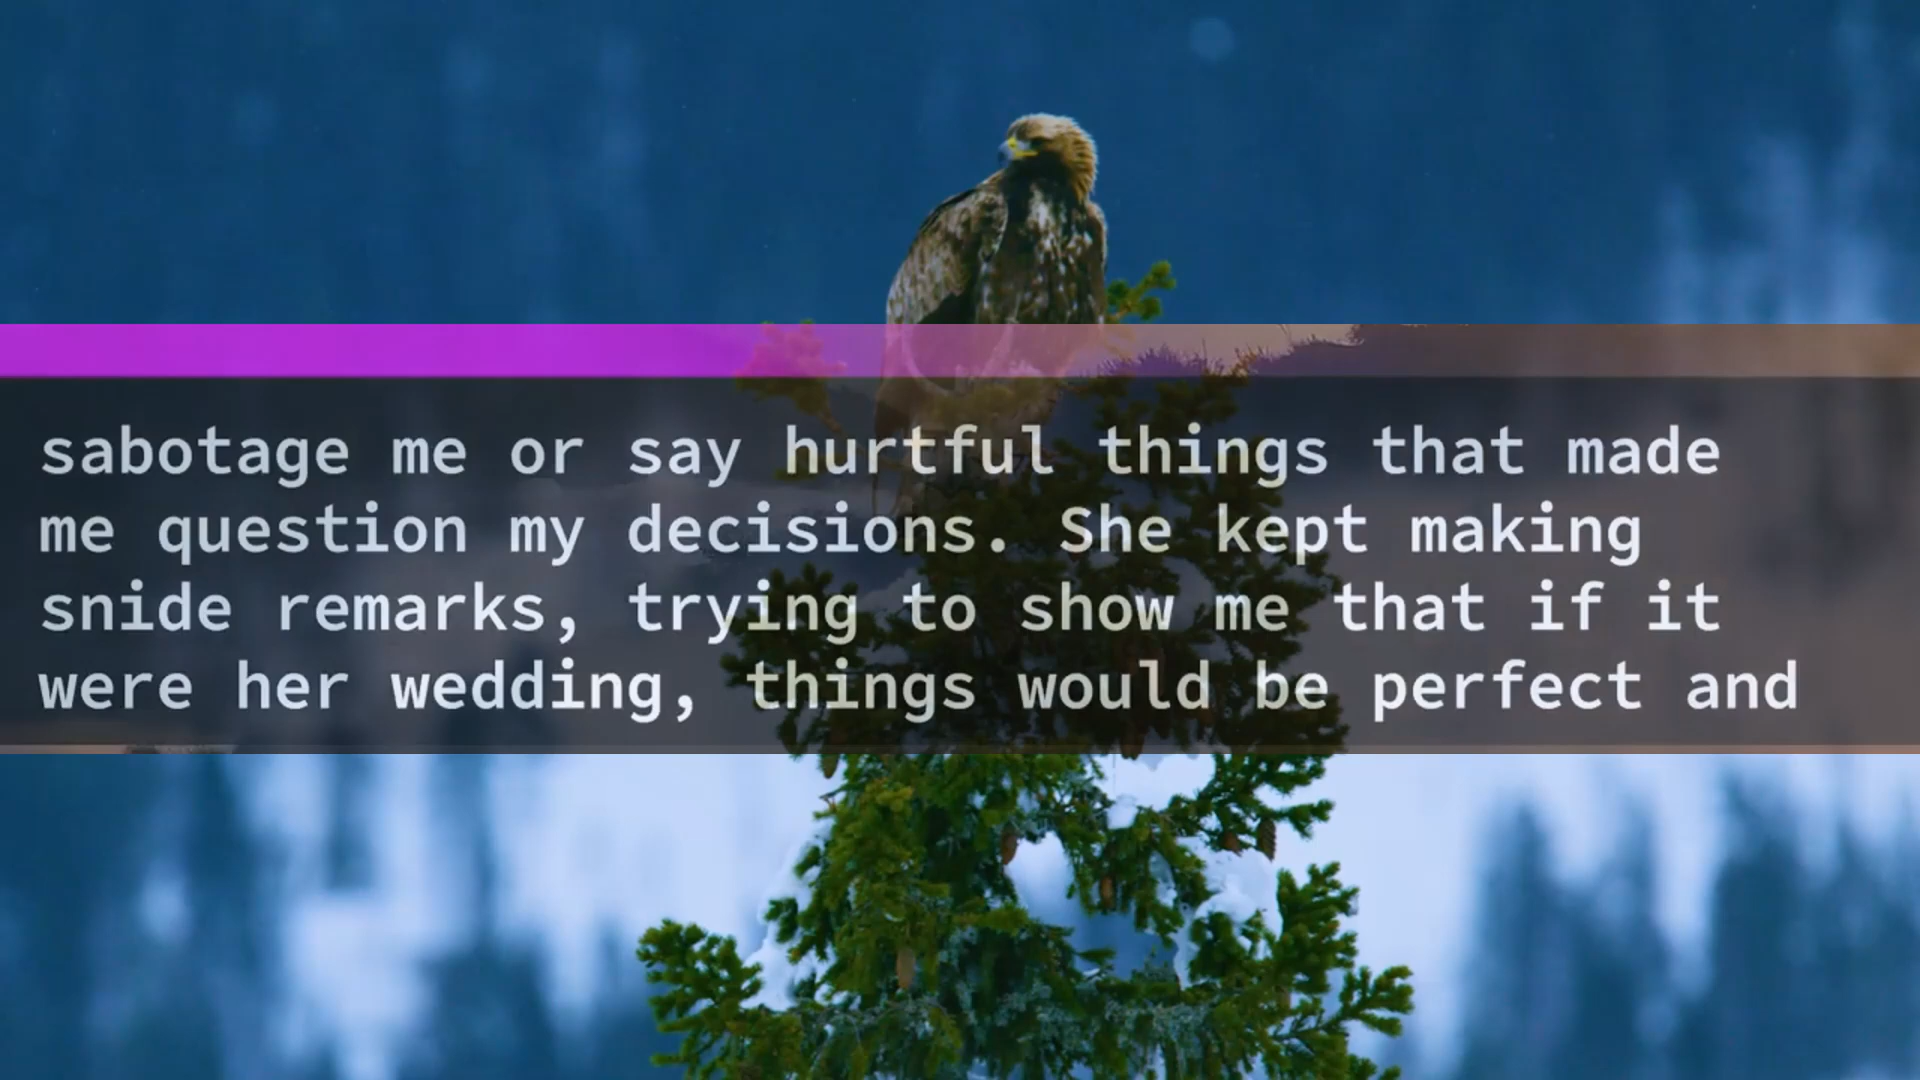 sabotage me or say hurtful things that made
me question my decisions. She kept making
snide remarks, trying to show me that if it
were her wedding, things would be perfect and